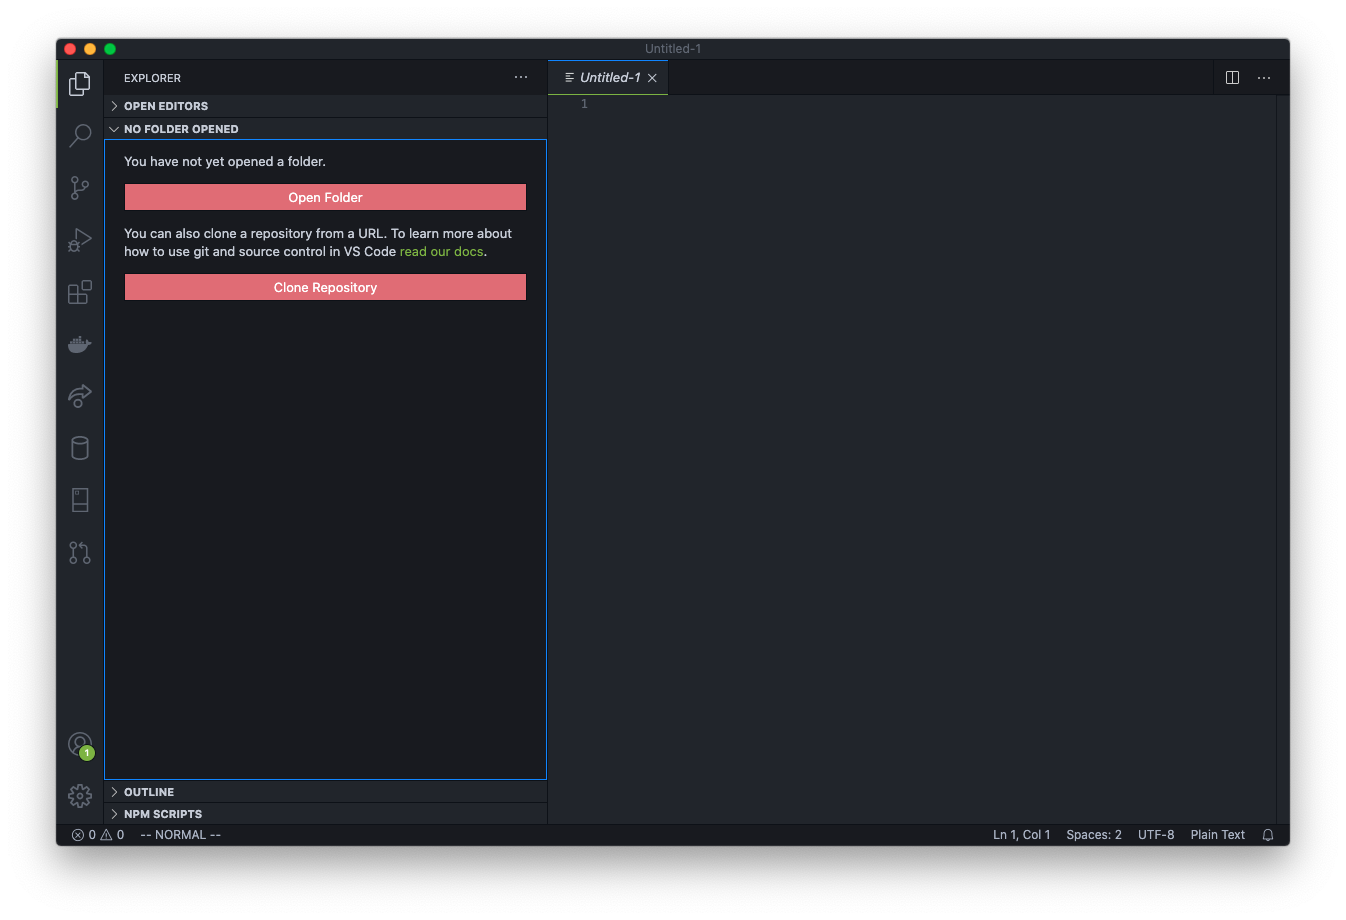 Untitled-1
EXPLORER
Untitled-1
OPEN EDITORS
1
NO FOLDER OPENED
You have not yet opened a folder.
Open Folder
You can also clone a repository from a URL. To learn more about
how to use git and source control in VS Code read our docs.
Clone Repository
1
OUTLINE
NPM SCRIPTS
0 0 -- NORMAL -- Ln 1, Col 1 Spaces: 2 UTF-8 Plain Text